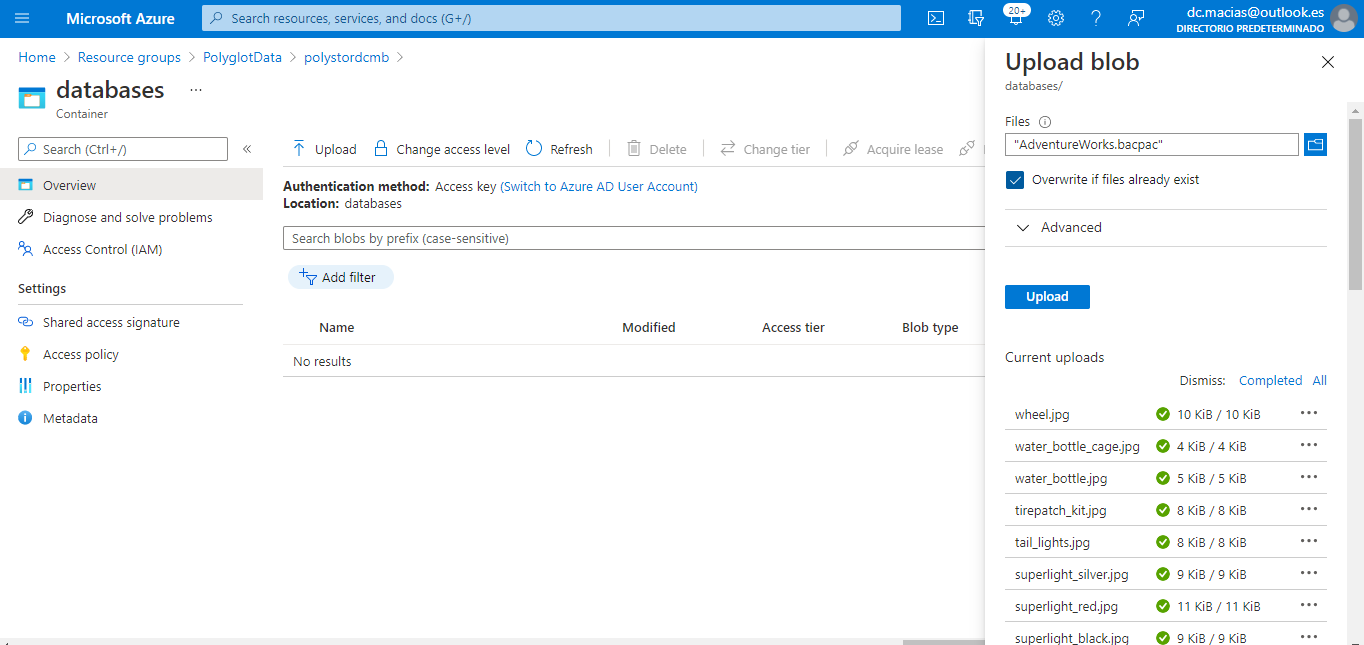 Microsoft Azure
Search resources, services, and docs (G+/)
20+
dc.macias@outlook.es
DIRECTORIO PREDETERMINADO
Home > Resource groups > PolyglotData > polystordcmb >
databases ...
Container
Search (Ctrl+/)
«
Overview
Diagnose and solve problems
Access Control (IAM)
Settings
Shared access signature
Access policy
Properties
Metadata
Upload Change access level Refresh Delete Change tier Acquire lease
Authentication method: Access key (Switch to Azure AD User Account)
Location: databases
Search blobs by prefix (case-sensitive)
Add filter
Name Modified Access tier Blob type
No results
Upload blob
databases/
Files
"AdventureWorks.bacpac"
Overwrite if files already exist
Advanced
Upload
Current uploads
Dismiss: Completed All
wheel.jpg 10 KiB / 10 KiB ...
water_bottle_cage.jpg 4 KiB / 4 KiB ...
water_bottle.jpg 5 KiB / 5 KiB ...
tirepatch_kit.jpg 8 KiB / 8 KiB ...
tail_lights.jpg 8 KiB / 8 KiB ...
superlight_silver.jpg 9 KiB / 9 KiB ...
superlight_red.jpg 11 KiB / 11 KiB ...
superlight_black.jpg 9 KiB / 9 KiB ...